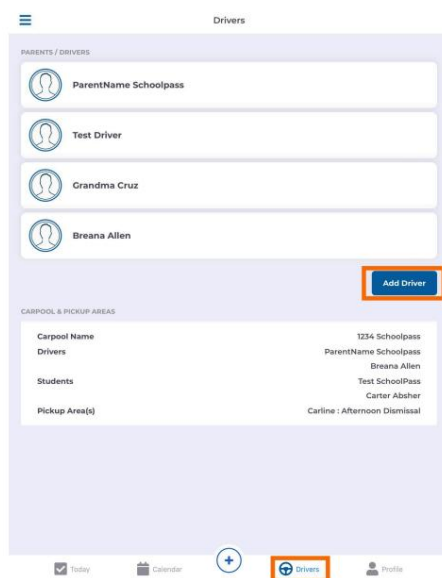 Drivers
PARENTS / DRIVERS
ParentName Schoolpass
Test Driver
Grandma Cruz
Breana Allen
Add Driver
CARPOOL & PICKUP AREAS
Carpool Name 1234 Schoolpass
Drivers ParentName Schoolpass
Breana Allen
Students Test SchoolPass
Carter Absher
Pickup Area(s) Carline : Afternoon Dismissal
Today Calendar Drivers Profile